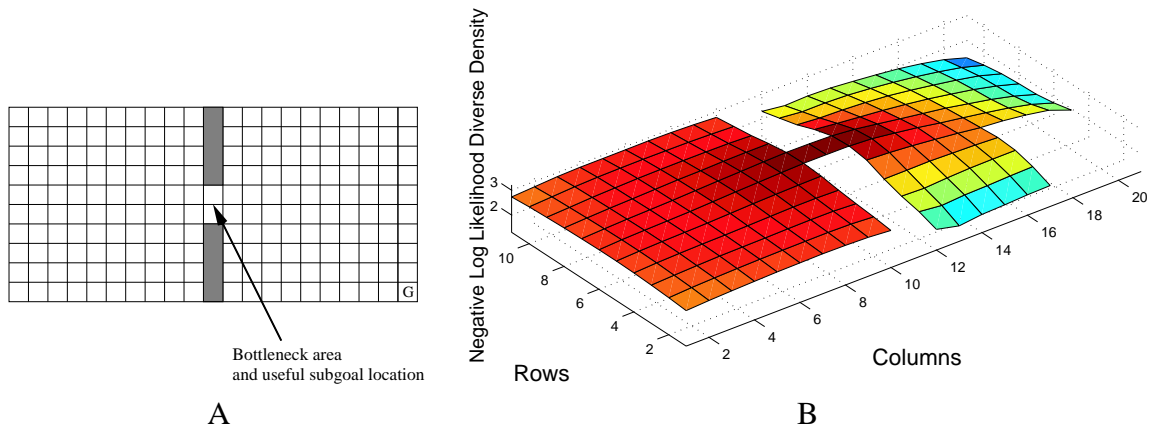 G
Bottleneck area
and useful subgoal location
A
Negative Log Likelihood Diverse Density
3
2
10
8
6
4
2
Rows
2
4
6
8
10
12
14
16
18
20
Columns
B